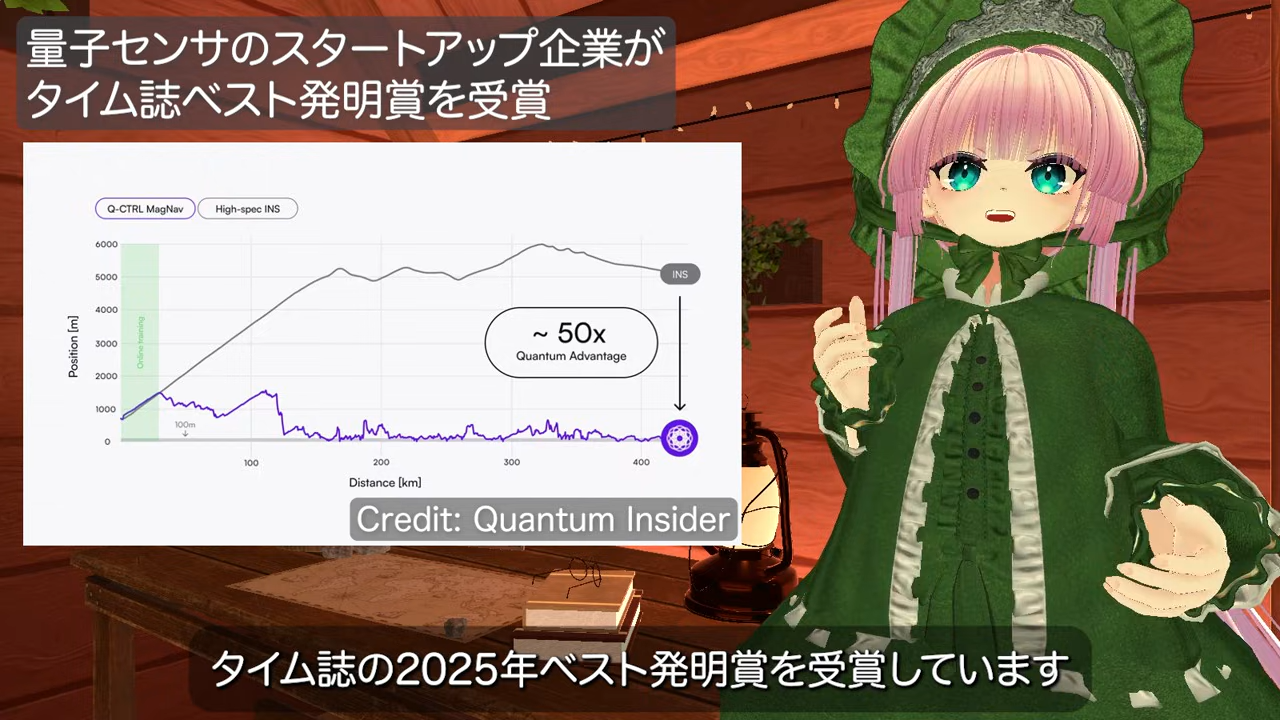 量子センサのスタートアップ企業が
タイム誌ベスト発明賞を受賞
Q-CTRL MagNav
High-spec INS
6000
5000
4000
3000
2000
1000
0
Position [m]
Online training
100m
INS
~ 50x
Quantum Advantage
100
200
300
400
Distance [km]
Credit: Quantum Insider
タイム誌の2025年ベスト発明賞を受賞しています